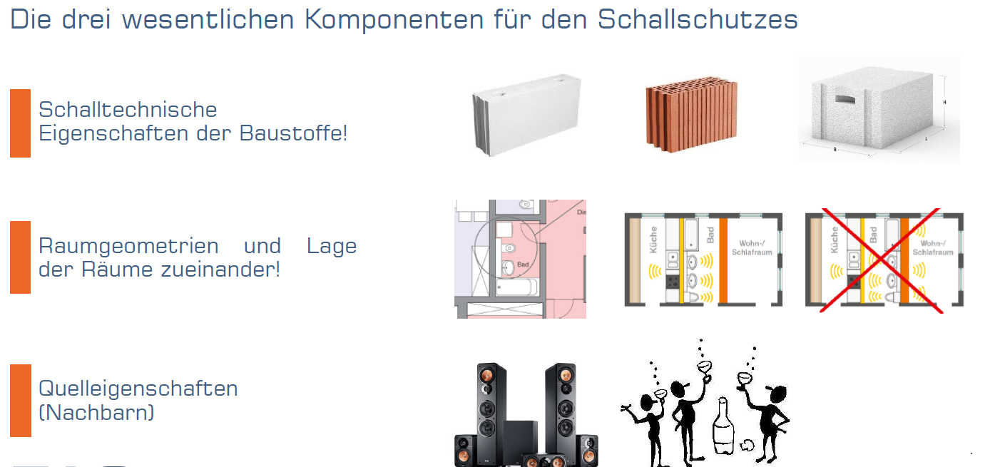 Die drei wesentlichen Komponenten für den Schallschutzes
Schalltechnische
Eigenschaften der Baustoffe!
B
L
H
Raumgeometrien und Lage
der Räume zueinander!
Die
Bad
Küche
Bad
Wohn-/
Schlafraum
Küche
Bad
Wohn-/
Schlafraum
Quelleigenschaften
(Nachbarn)